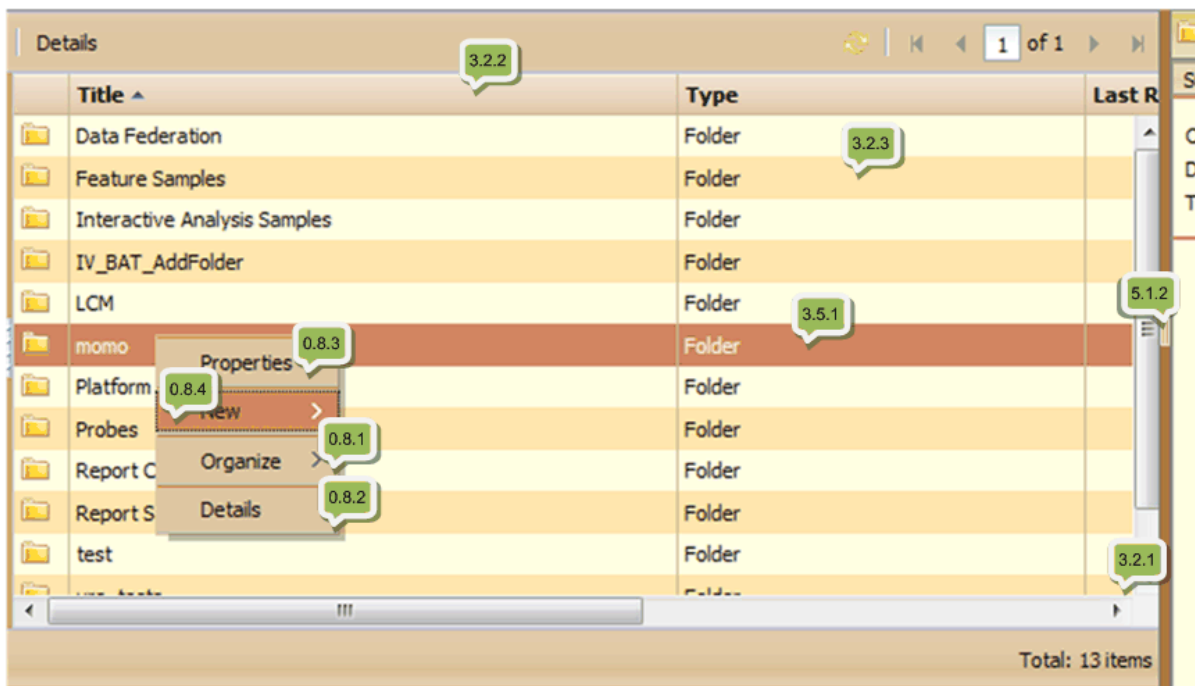 Details
1 of 1
3.2.2
Title Type Last R
Data Federation Folder
3.2.3
Feature Samples Folder
Interactive Analysis Samples Folder
IV_BAT_AddFolder Folder
LCM Folder
5.1.2
3.5.1
momo Folder
0.8.3
Properties
Platform Folder
0.8.4
New
Probes Folder
0.8.1
Report C Folder
Organize
0.8.2
Report S Folder
Details
test Folder
3.2.1
Total: 13 items